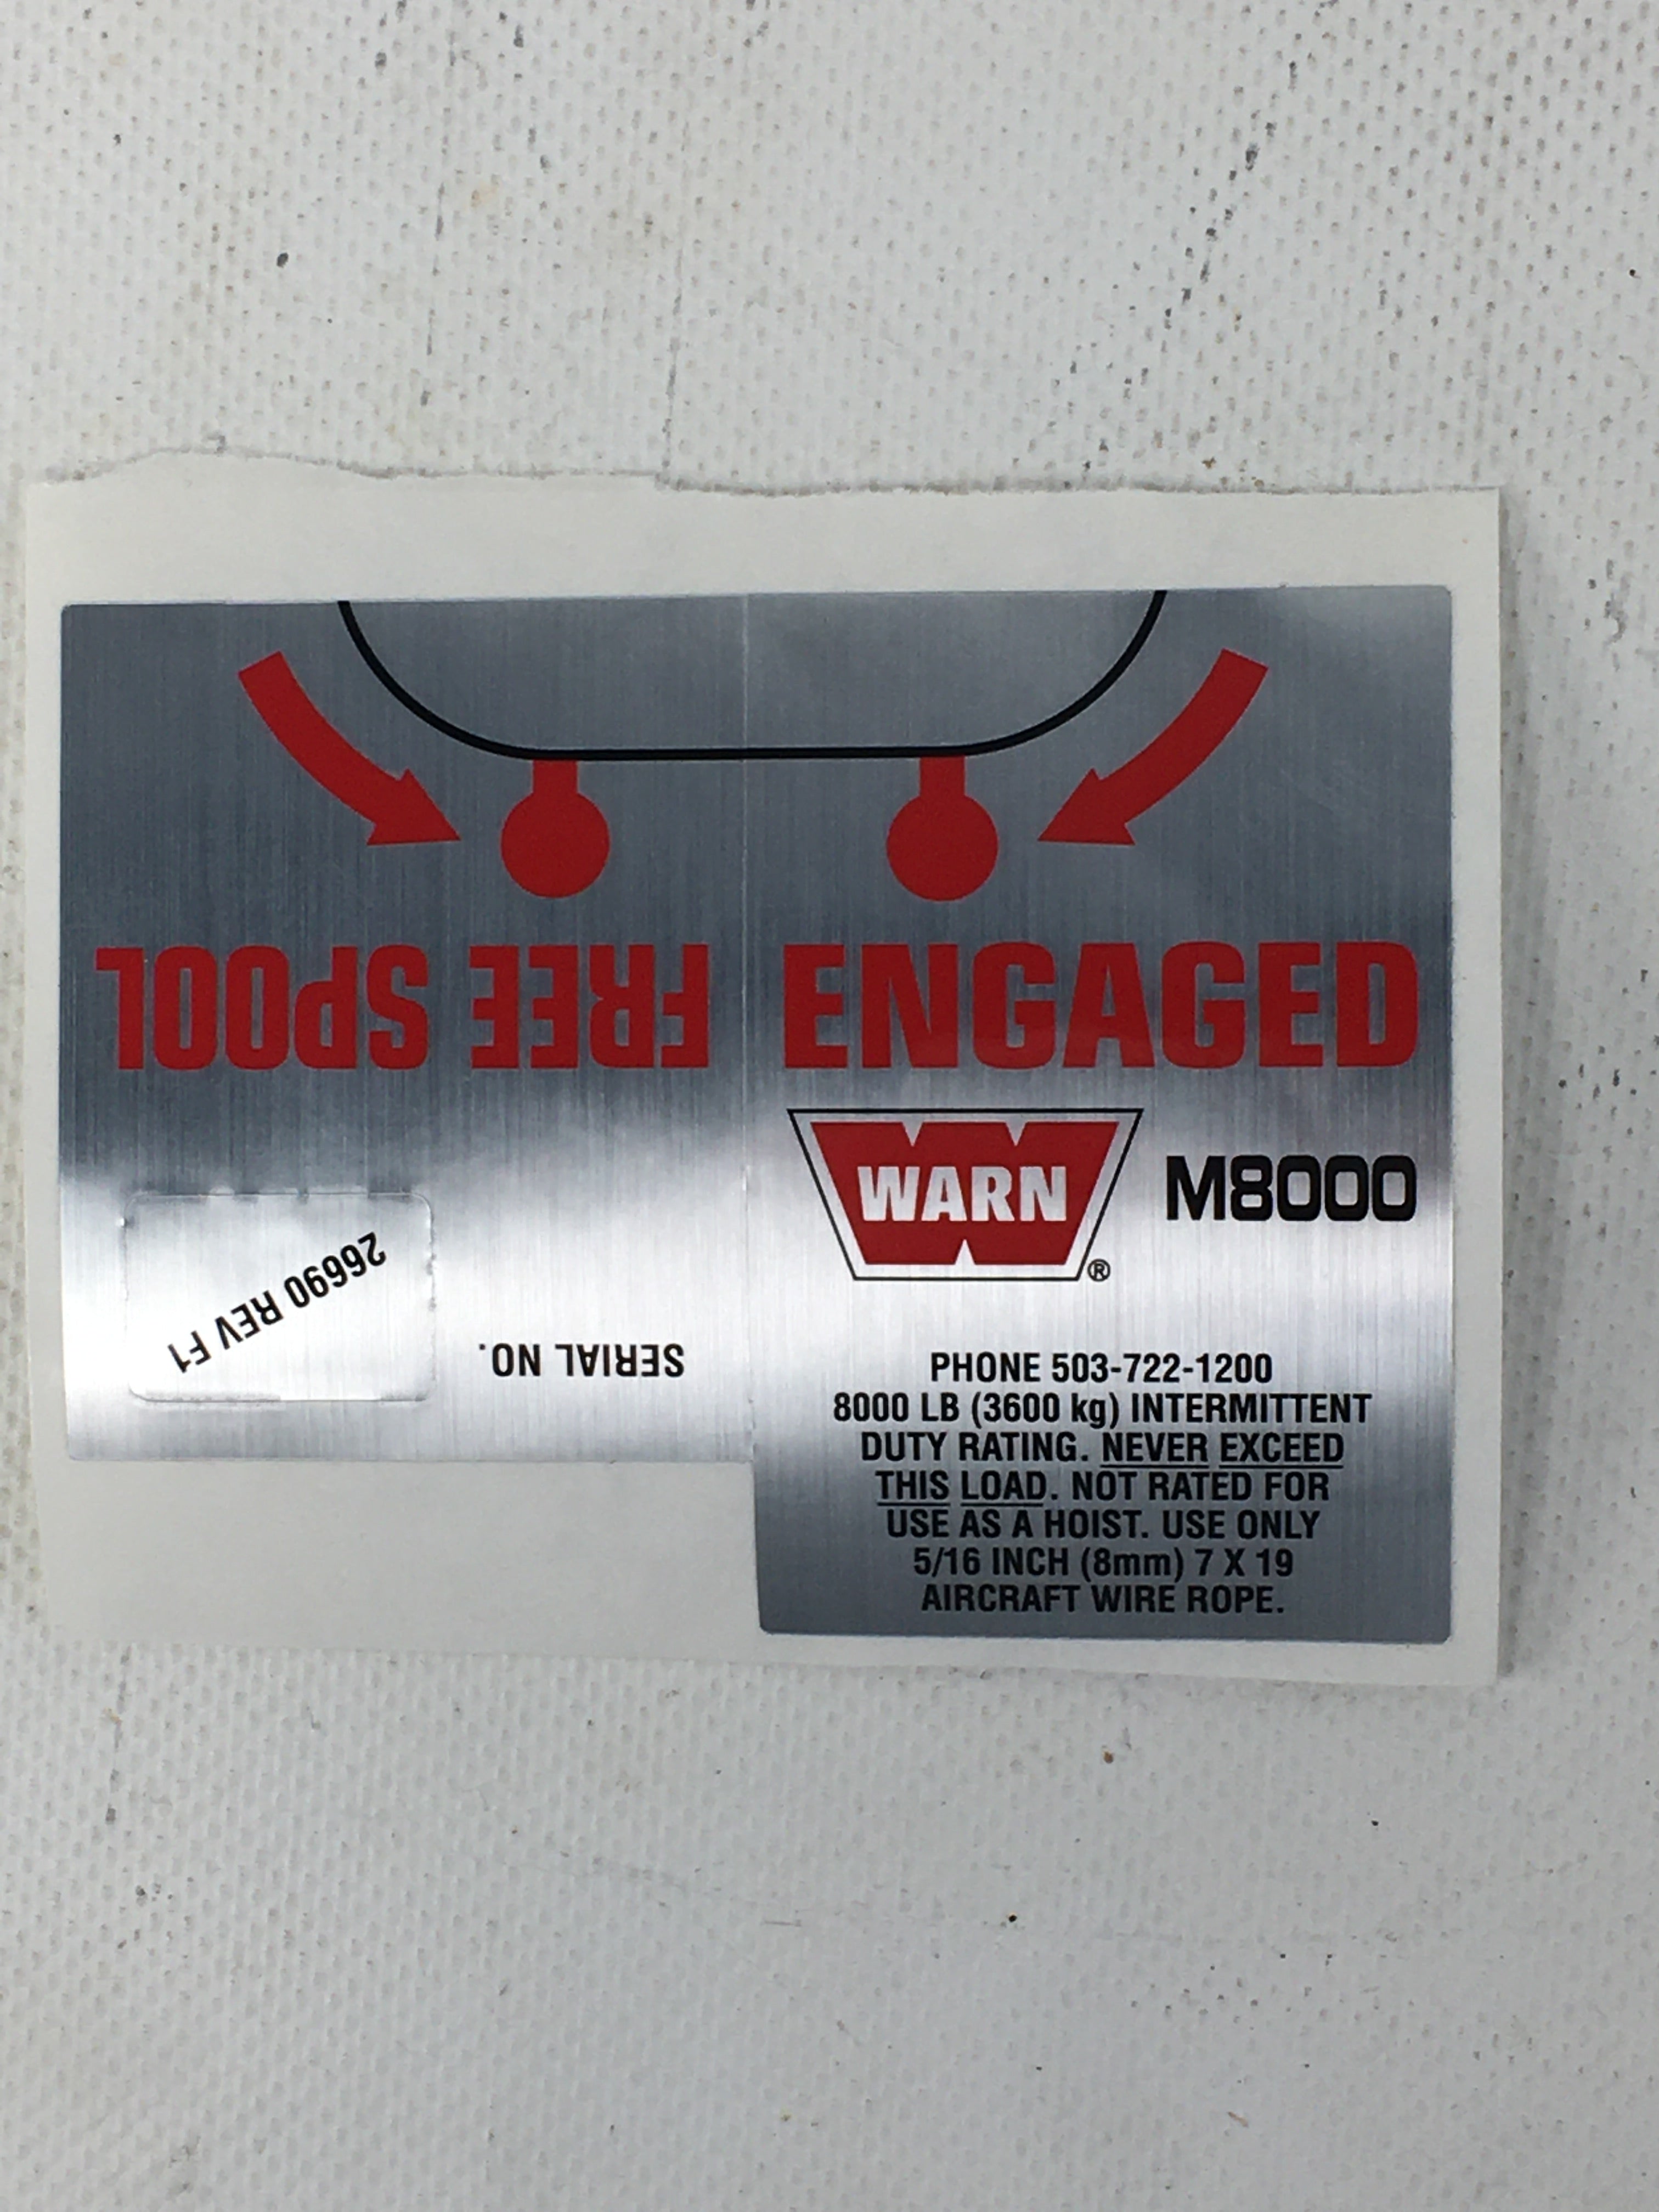 FREE SPOOL
ENGAGED
WARN®
M8000
26690 REV F1
SERIAL NO.
PHONE 503-722-1200
8000 LB (3600 kg) INTERMITTENT
DUTY RATING. NEVER EXCEED
THIS LOAD. NOT RATED FOR
USE AS A HOIST. USE ONLY
5/16 INCH (8mm) 7 X 19
AIRCRAFT WIRE ROPE.